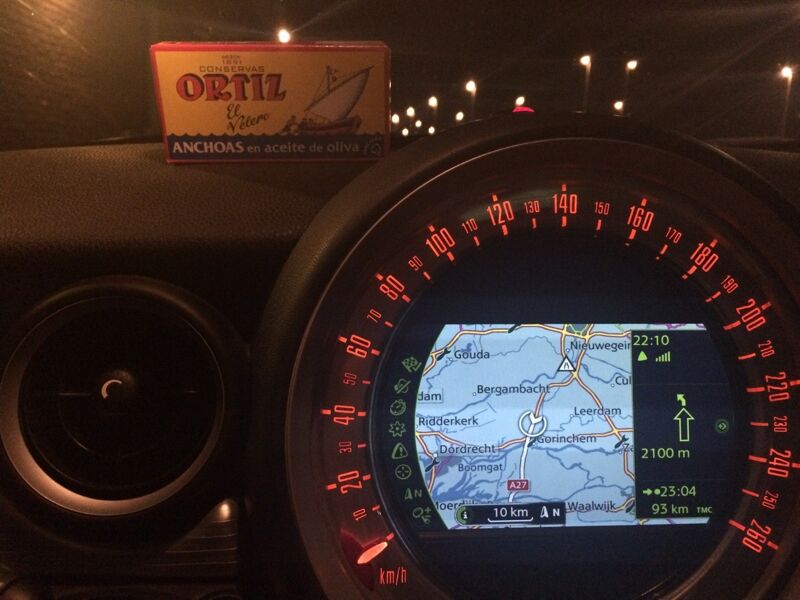 DESDE
1891
CONSERVAS
ORTIZ
El
Velero
ANCHOAS en aceite de oliva
10
20
30
40
50
60
70
80
90
100
110
120
130
140
150
160
170
180
190
200
210
220
230
240
250
260
km/h
Gouda
Nieuwegein
Bergambacht
Cul
dam
Leerdam
Ridderkerk
Gorinchem
Dordrecht
Boomgat
A27
Moerdijk
Waalwijk
N
10 km
N
22:10
2100 m
23:04
93 km TMC